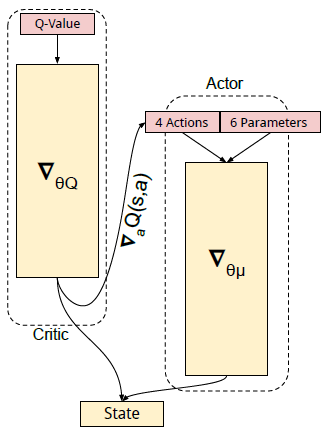 Q-Value
Actor
4 Actions
6 Parameters
∇θQ
∇aQ(s,a)
∇θμ
Critic
State